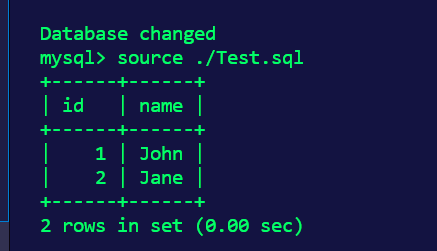 Database changed
mysql> source ./Test.sql
+------+------+
| id   | name |
+------+------+
|    1 | John |
|    2 | Jane |
+------+------+
2 rows in set (0.00 sec)